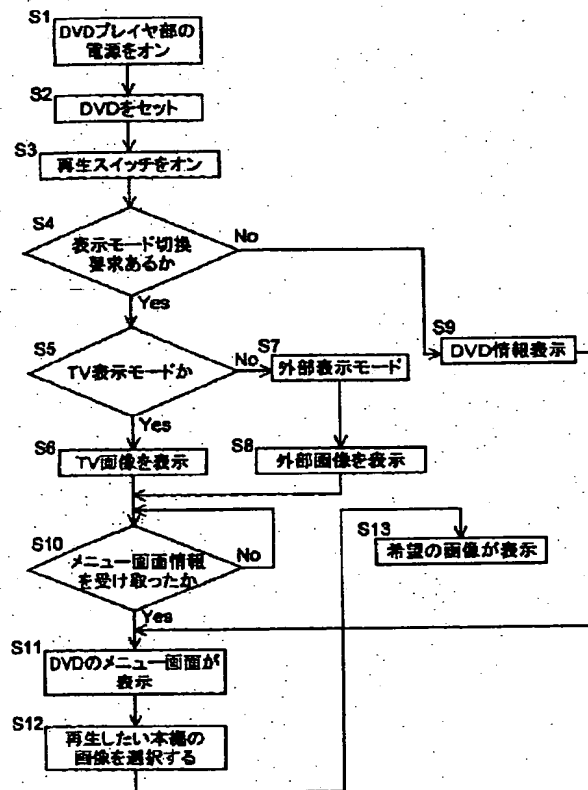 S1
DVDプレイヤ部の
電源をオン
S2
DVDをセット
S3
再生スイッチをオン
S4
表示モード切換
要求あるか
No
Yes
S5
TV表示モードか
No
Yes
S7
外部表示モード
S9
DVD情報表示
S6
TV画像を表示
S8
外部画像を表示
S10
メニュー画面情報
を受け取ったか
No
Yes
S13
希望の画像が表示
S11
DVDのメニュー画面が
表示
S12
再生したい本編の
画像を選択する